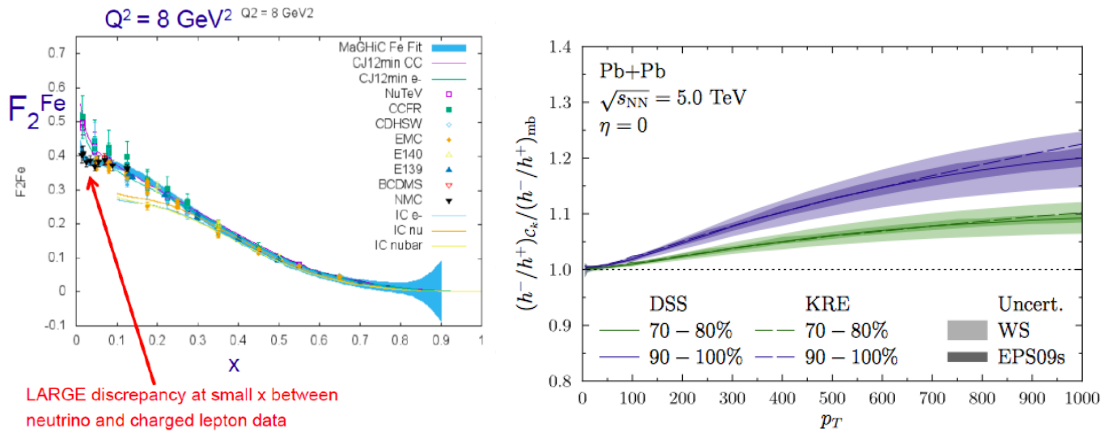 Q² = 8 GeV² Q2 = 8 GeV2
F₂^Fe
F2Fe
0.7
0.6
0.5
0.4
0.3
0.2
0.1
0
-0.1
MaGHiC Fe Fit
CJ12min CC
CJ12min e-
NuTeV
CCFR
CDHSW
EMC
E140
E139
BCDMS
NMC
IC e-
IC nu
IC nubar
0 0.1 0.2 0.3 0.4 0.5 0.6 0.7 0.8 0.9 1
x
LARGE discrepancy at small x between
neutrino and charged lepton data
(h⁻/h⁺)_{C_k}/(h⁻/h⁺)_{mb}
1.4
1.3
1.2
1.1
1.0
0.9
0.8
Pb+Pb
√s_NN = 5.0 TeV
η = 0
DSS KRE Uncert.
70 − 80% 70 − 80% WS
90 − 100% 90 − 100% EPS09s
0 100 200 300 400 500 600 700 800 900 1000
p_T